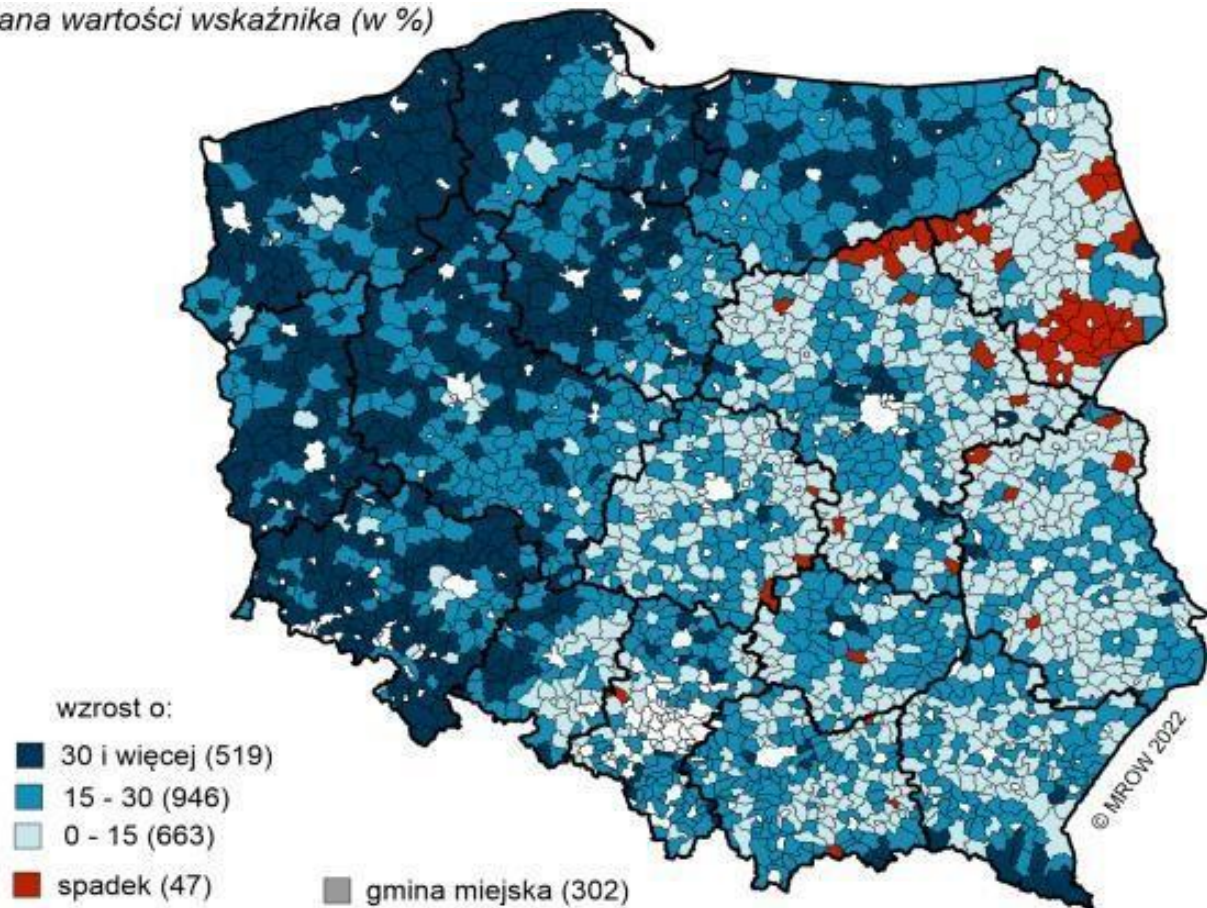 ana wartości wskaźnika (w %)
wzrost o:
30 i więcej (519)
15 - 30 (946)
0 - 15 (663)
spadek (47)
gmina miejska (302)
© MROW 2022